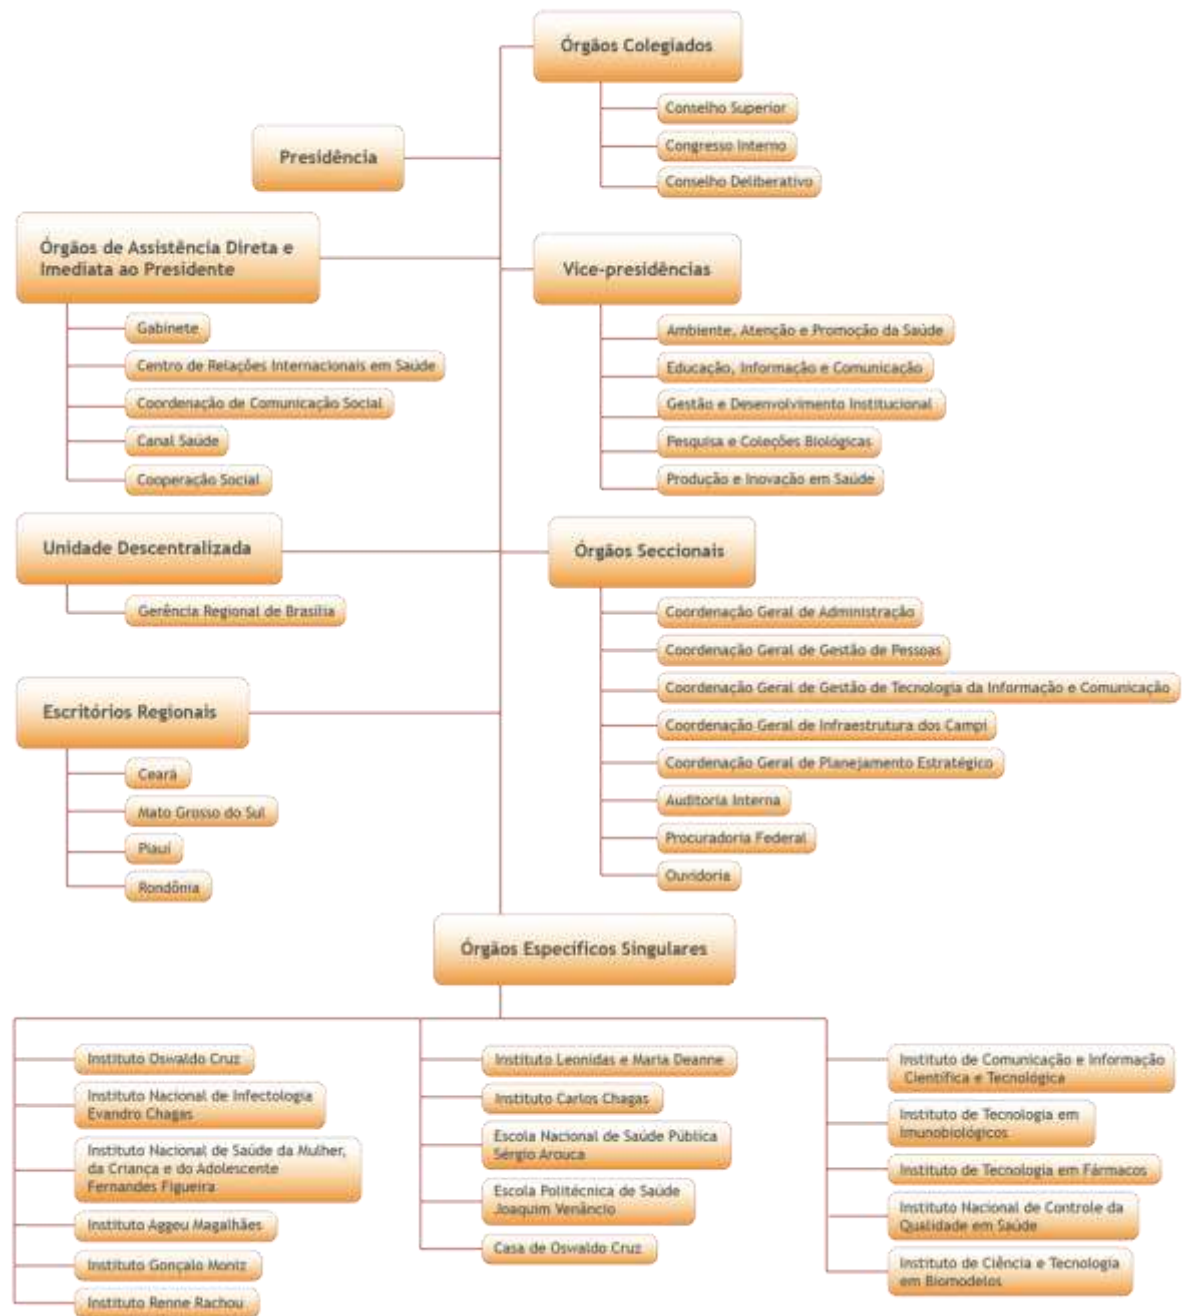 Órgãos Colegiados
Conselho Superior
Congresso Interno
Conselho Deliberativo
Presidência
Órgãos de Assistência Direta e
Imediata ao Presidente
Gabinete
Centro de Relações Internacionais em Saúde
Coordenação de Comunicação Social
Canal Saúde
Cooperação Social
Vice-presidências
Ambiente, Atenção e Promoção da Saúde
Educação, Informação e Comunicação
Gestão e Desenvolvimento Institucional
Pesquisa e Coleções Biológicas
Produção e Inovação em Saúde
Unidade Descentralizada
Gerência Regional de Brasília
Órgãos Seccionais
Coordenação Geral de Administração
Coordenação Geral de Gestão de Pessoas
Coordenação Geral de Gestão de Tecnologia da Informação e Comunicação
Coordenação Geral de Infraestrutura dos Campi
Coordenação Geral de Planejamento Estratégico
Auditoria Interna
Procuradoria Federal
Ouvidoria
Escritórios Regionais
Ceará
Mato Grosso do Sul
Piauí
Rondônia
Órgãos Específicos Singulares
Instituto Oswaldo Cruz
Instituto Nacional de Infectologia
Evandro Chagas
Instituto Nacional de Saúde da Mulher,
da Criança e do Adolescente
Fernandes Figueira
Instituto Aggeu Magalhães
Instituto Gonçalo Moniz
Instituto Renne Rachou
Instituto Leonidas e Maria Deanne
Instituto Carlos Chagas
Escola Nacional de Saúde Pública
Sérgio Arouca
Escola Politécnica de Saúde
Joaquim Venâncio
Casa de Oswaldo Cruz
Instituto de Comunicação e Informação
Científica e Tecnológica
Instituto de Tecnologia em
Imunobiológicos
Instituto de Tecnologia em Fármacos
Instituto Nacional de Controle da
Qualidade em Saúde
Instituto de Ciência e Tecnologia
em Biomodelos